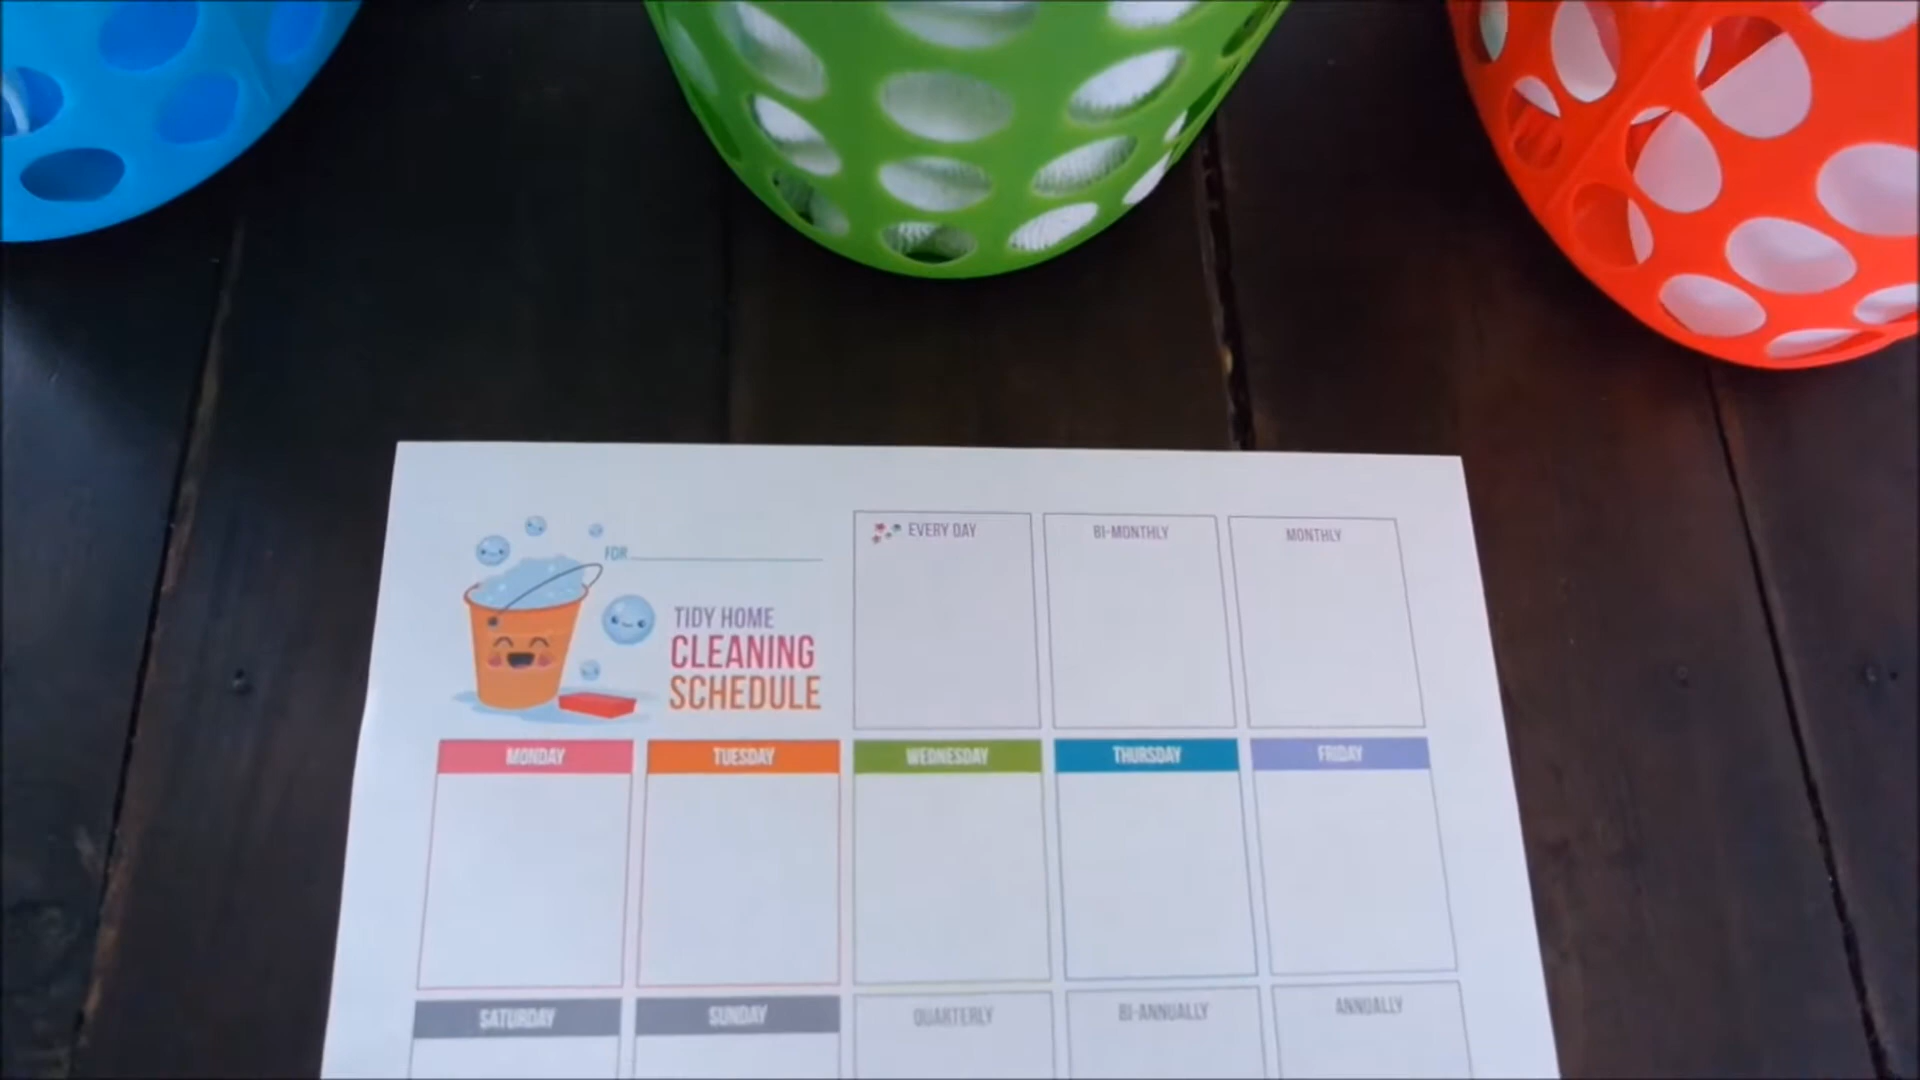 FOR
TIDY HOME
CLEANING
SCHEDULE
EVERY DAY
BI-MONTHLY
MONTHLY
MONDAY
TUESDAY
WEDNESDAY
THURSDAY
FRIDAY
SATURDAY
SUNDAY
QUARTERLY
BI-ANNUALLY
ANNUALLY